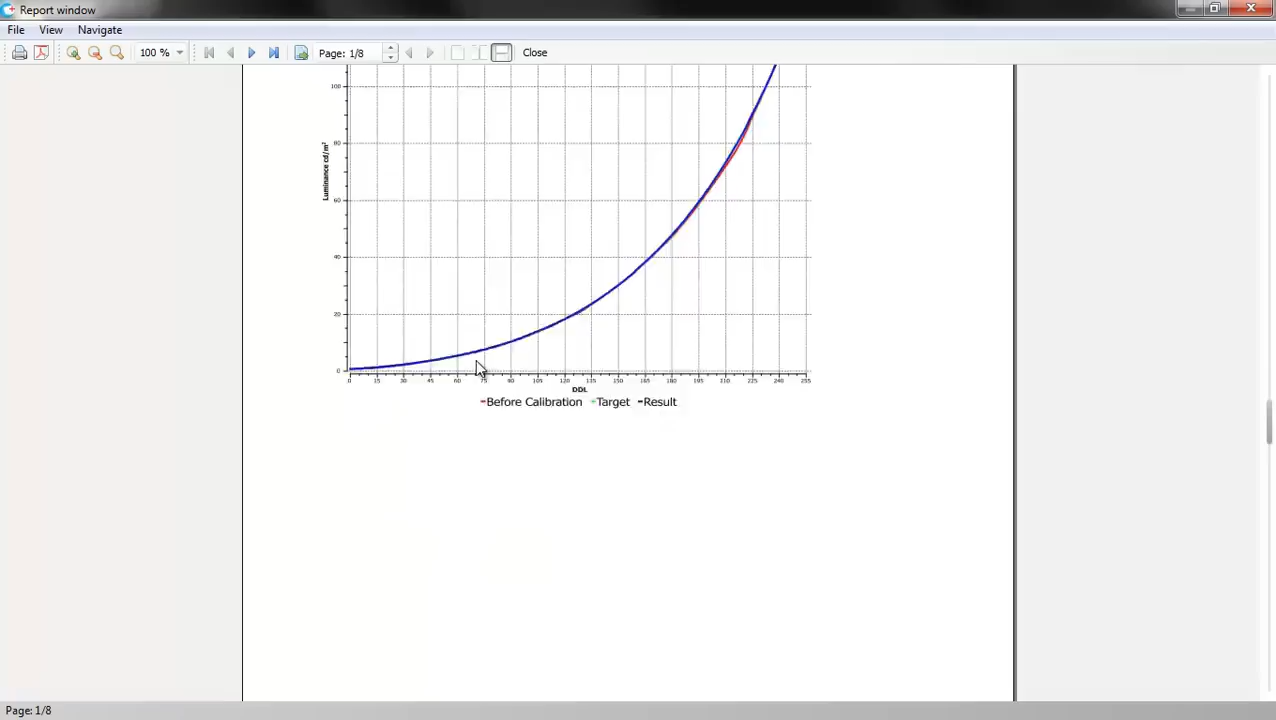 Report window
File View Navigate
100 % Page: 1/8 Close
100
80
60
40
20
0
Luminance cd/m²
0 15 30 45 60 75 90 105 120 135 150 165 180 195 210 225 240 255
DDL
Before Calibration Target Result
Page: 1/8